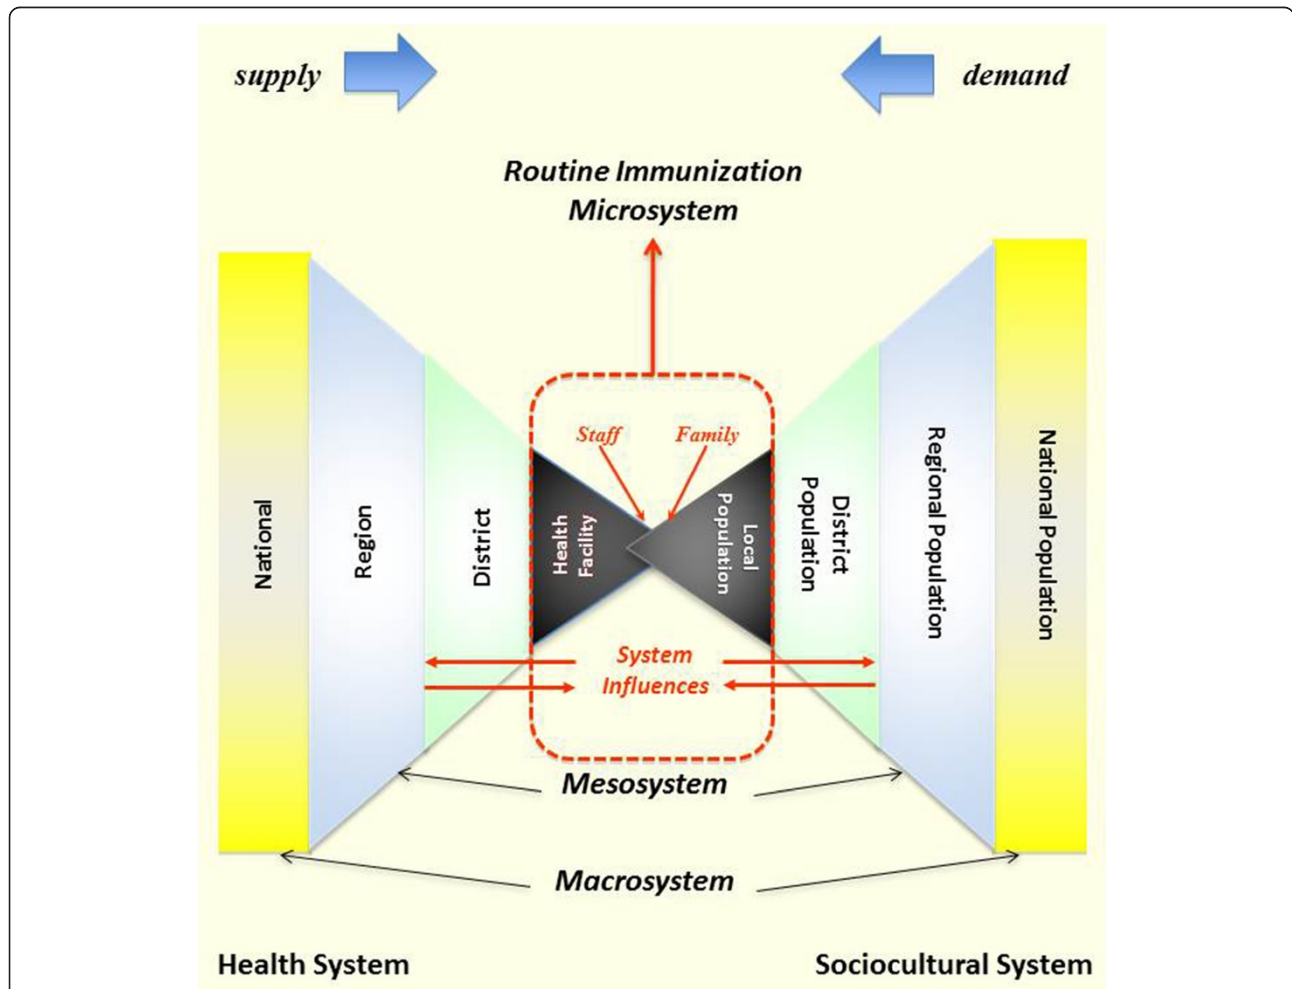 supply
demand
Routine Immunization
Microsystem
Staff
Family
National
Region
District
Health
Facility
Local
Population
District
Population
Regional Population
National Population
System
Influences
Mesosystem
Macrosystem
Health System
Sociocultural System